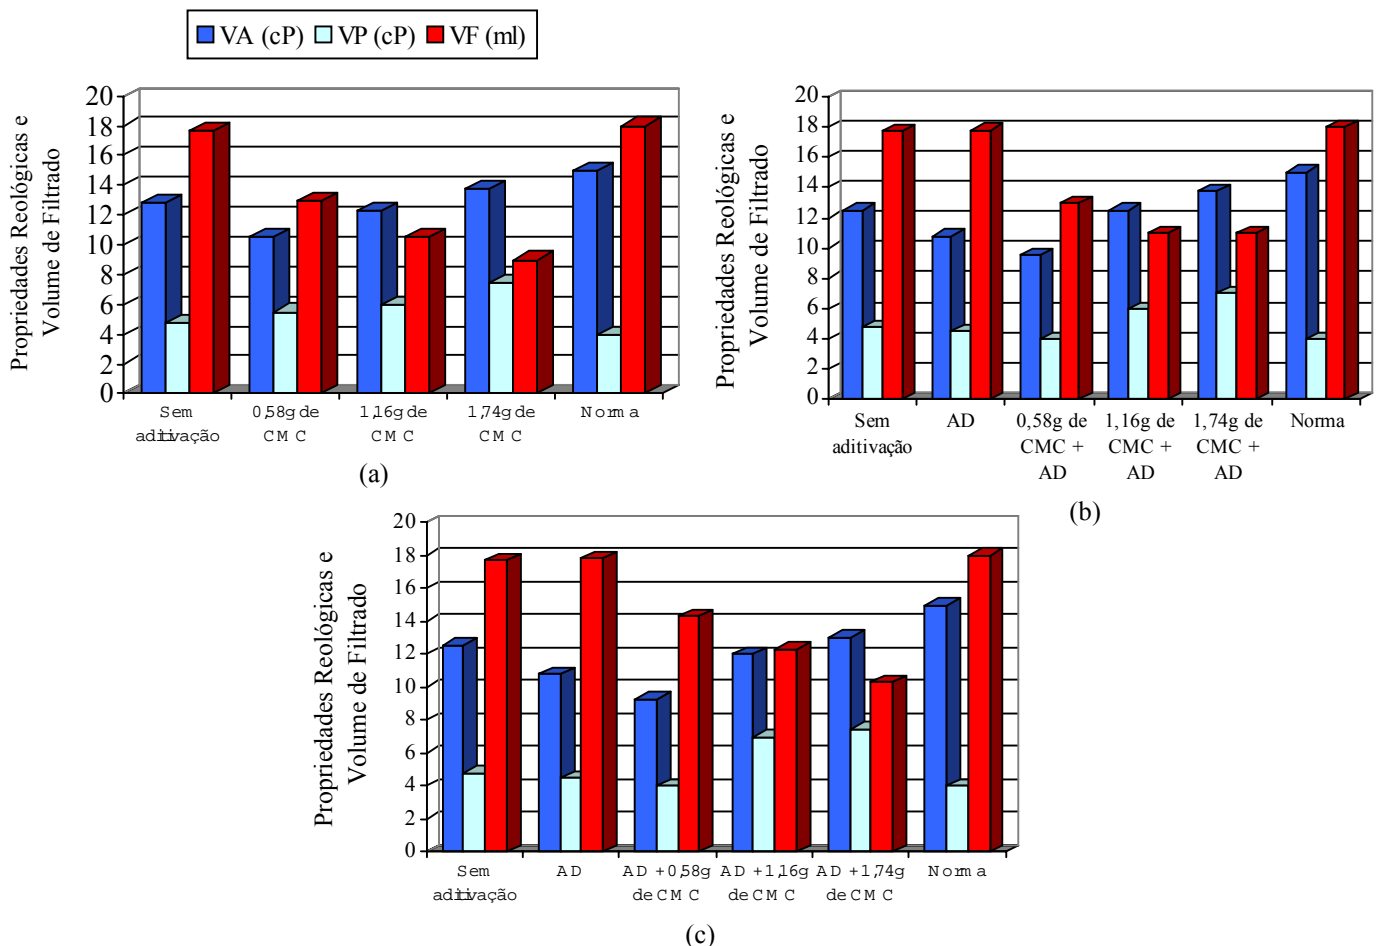 VA (cP) VP (cP) VF (ml)
Propriedades Reológicas e
Volume de Filtrado
20
18
16
14
12
10
8
6
4
2
0
Sem
aditivação
0,58g de
CMC
1,16g de
CMC
1,74g de
CMC
Norma
(a)
Propriedades Reológicas e
Volume de Filtrado
20
18
16
14
12
10
8
6
4
2
0
Sem
aditivação
AD
0,58g de
CMC +
AD
1,16g de
CMC +
AD
1,74g de
CMC +
AD
Norma
(b)
Propriedades Reológicas e
Volume de Filtrado
20
18
16
14
12
10
8
6
4
2
0
Sem
aditivação
AD
AD +0,58g
de CMC
AD +1,16g
de CMC
AD +1,74g
de CMC
Norma
(c)